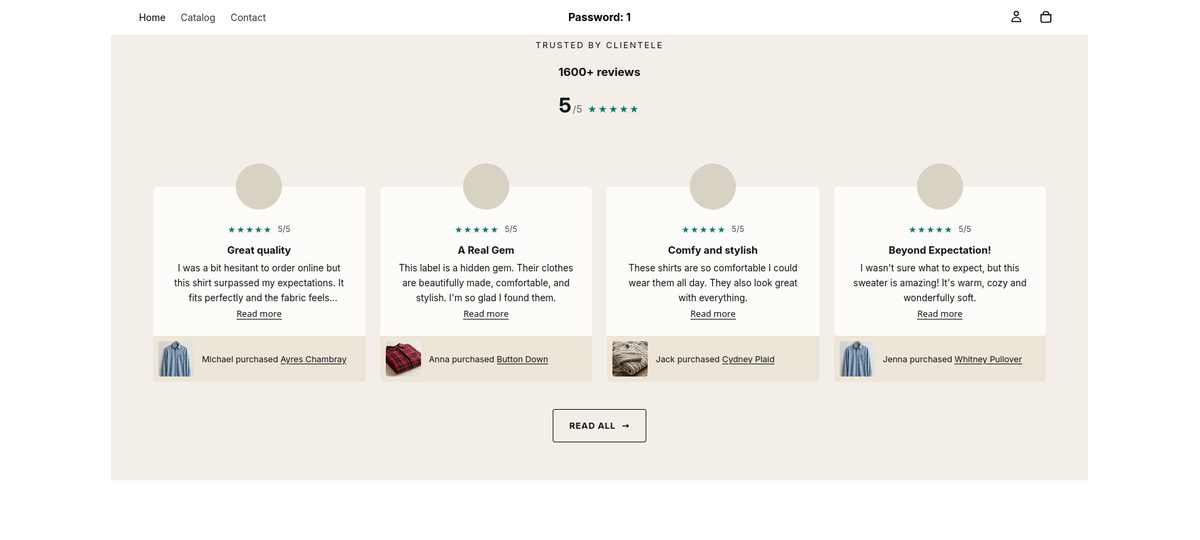 Home Catalog Contact Password: 1
TRUSTED BY CLIENTELE
1600+ reviews
5/5 ★★★★★
★★★★★ 5/5
Great quality
I was a bit hesitant to order online but
this shirt surpassed my expectations. It
fits perfectly and the fabric feels...
Read more
Michael purchased Ayres Chambray
★★★★★ 5/5
A Real Gem
This label is a hidden gem. Their clothes
are beautifully made, comfortable, and
stylish. I'm so glad I found them.
Read more
Anna purchased Button Down
★★★★★ 5/5
Comfy and stylish
These shirts are so comfortable I could
wear them all day. They also look great
with everything.
Read more
Jack purchased Cydney Plaid
★★★★★ 5/5
Beyond Expectation!
I wasn't sure what to expect, but this
sweater is amazing! It's warm, cozy and
wonderfully soft.
Read more
Jenna purchased Whitney Pullover
READ ALL →